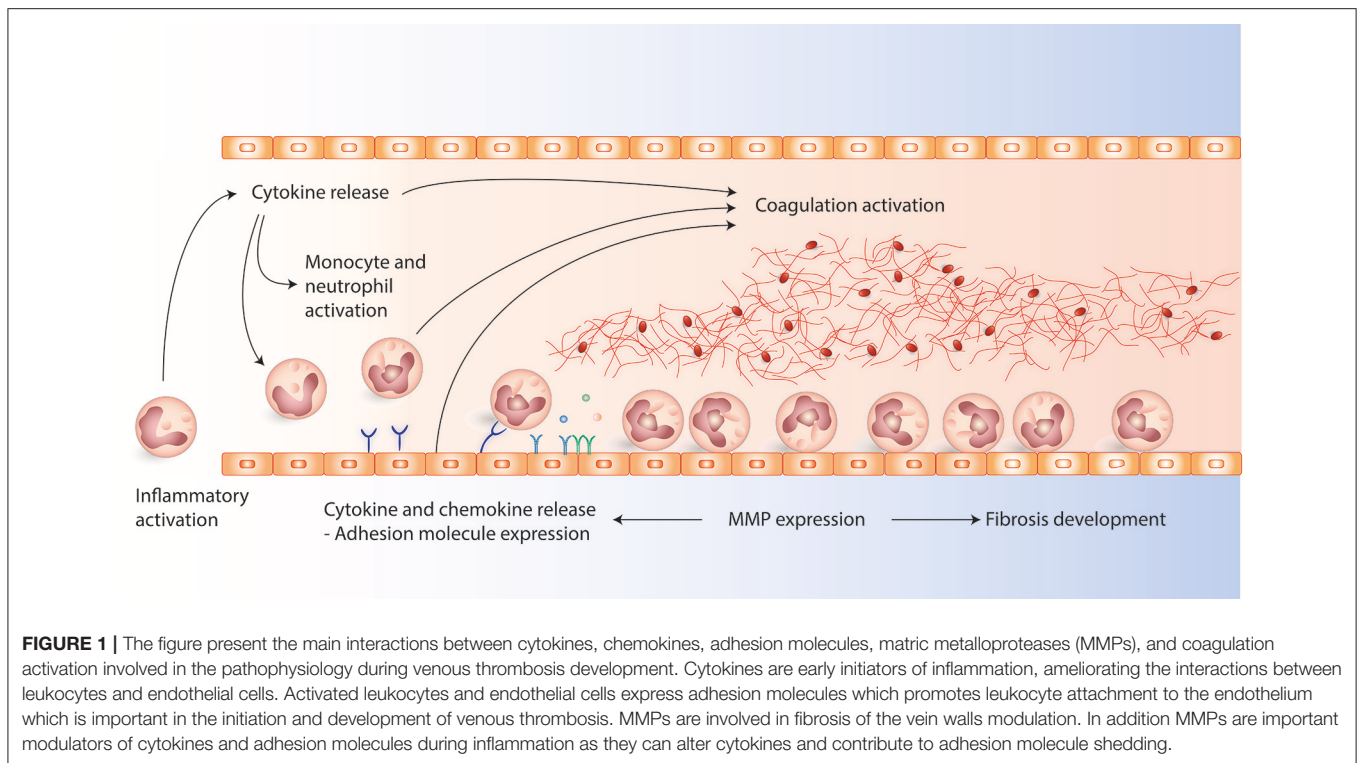 Cytokine release
Coagulation activation
Monocyte and
neutrophil
activation
Inflammatory
activation
Cytokine and chemokine release
- Adhesion molecule expression
MMP expression
Fibrosis development
FIGURE 1 | The figure present the main interactions between cytokines, chemokines, adhesion molecules, matric metalloproteases (MMPs), and coagulation
activation involved in the pathophysiology during venous thrombosis development. Cytokines are early initiators of inflammation, ameliorating the interactions between
leukocytes and endothelial cells. Activated leukocytes and endothelial cells express adhesion molecules which promotes leukocyte attachment to the endothelium
which is important in the initiation and development of venous thrombosis. MMPs are involved in fibrosis of the vein walls modulation. In addition MMPs are important
modulators of cytokines and adhesion molecules during inflammation as they can alter cytokines and contribute to adhesion molecule shedding.